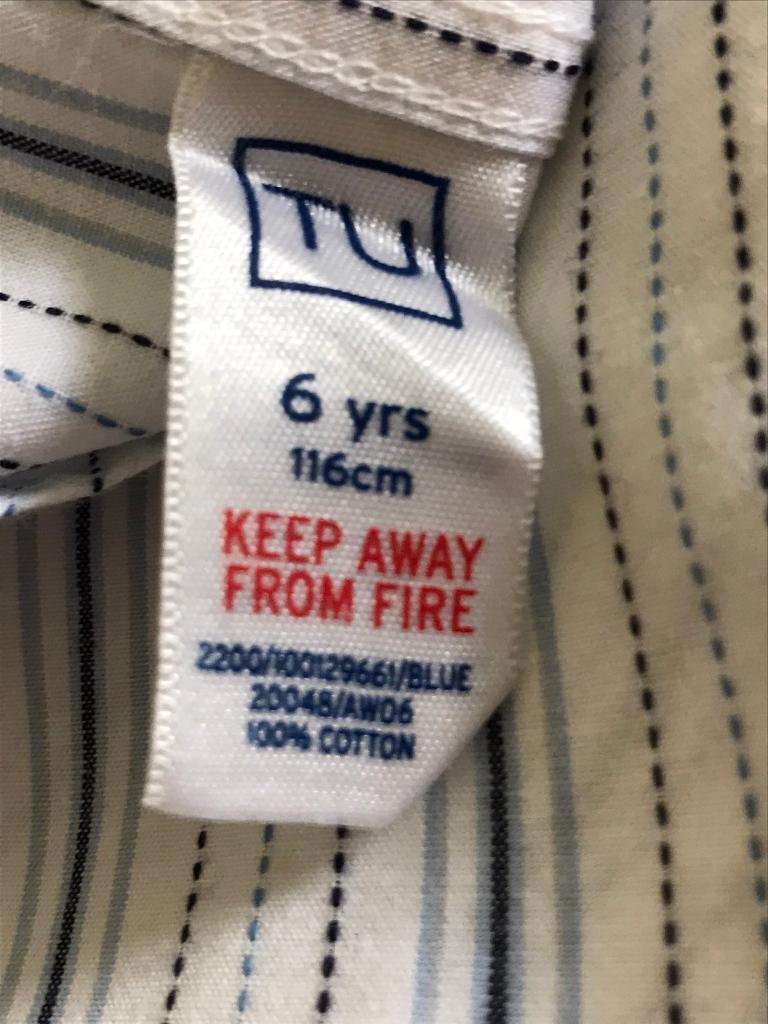 TU
6 yrs
116cm
KEEP AWAY
FROM FIRE
2200/100129661/BLUE
20048/AW06
100% COTTON